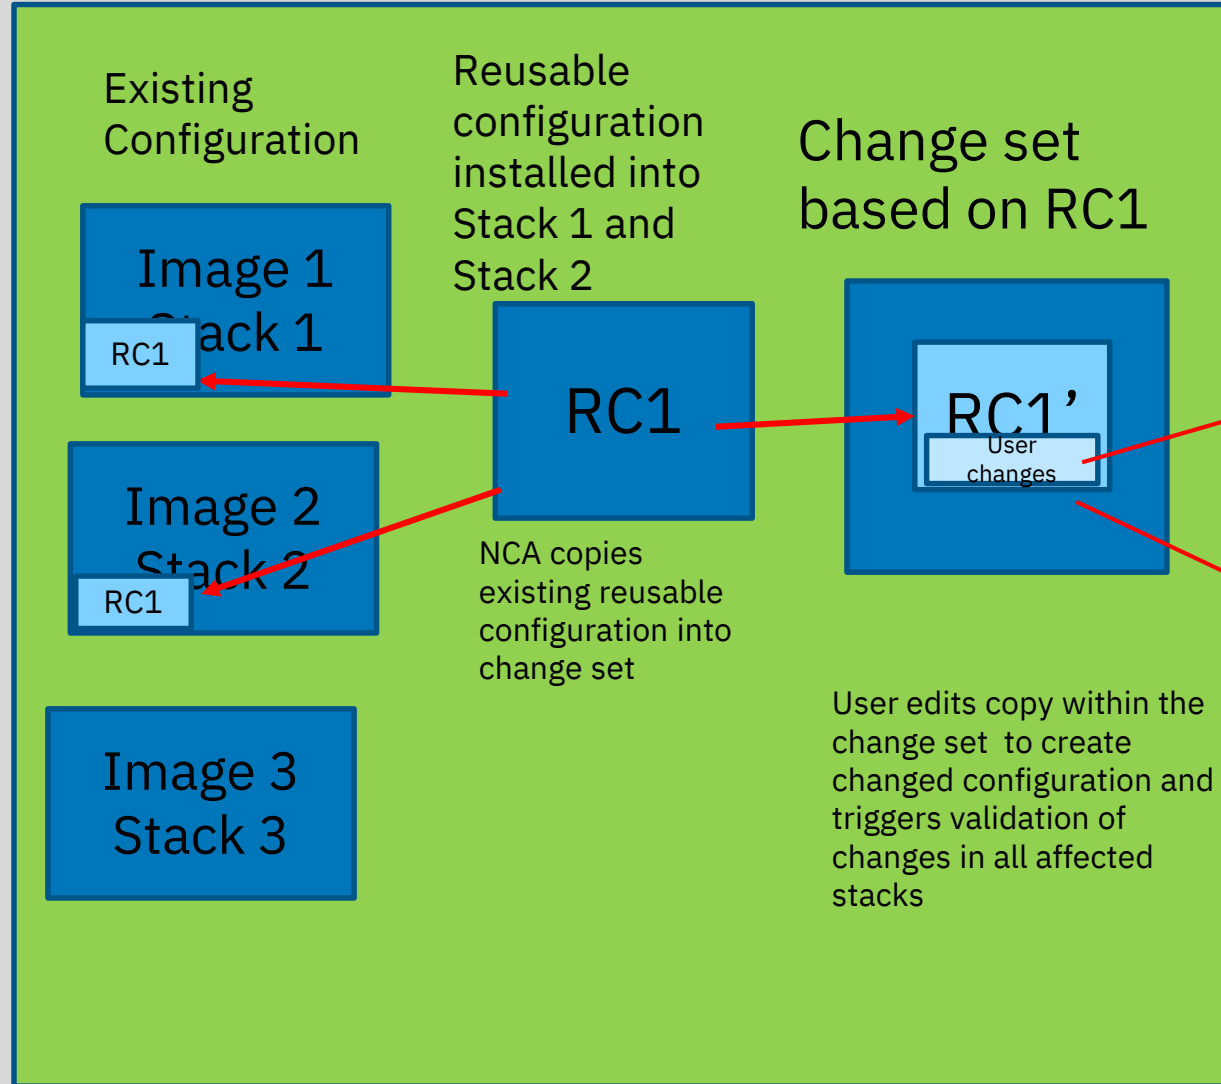 Existing
Configuration
Image 1
Stack 1
RC1
Image 2
Stack 2
RC1
Image 3
Stack 3
Reusable
configuration
installed into
Stack 1 and
Stack 2
RC1
NCA copies
existing reusable
configuration into
change set
Change set
based on RC1
RC1’
User
changes
User edits copy within the
change set  to create
changed configuration and
triggers validation of
changes in all affected
stacks